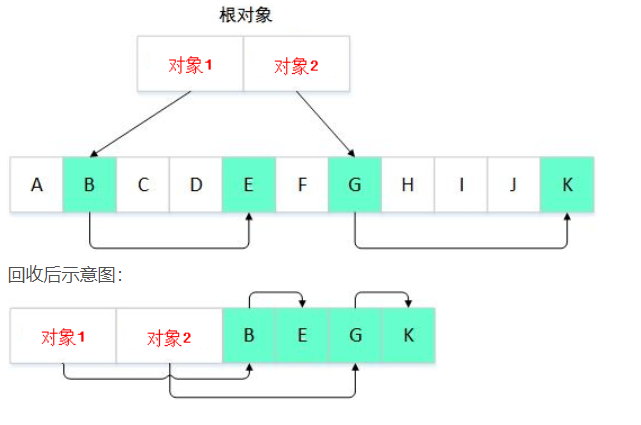 根对象
对象1 对象2
A B C D E F G H I J K
回收后示意图：
对象1 对象2 B E G K